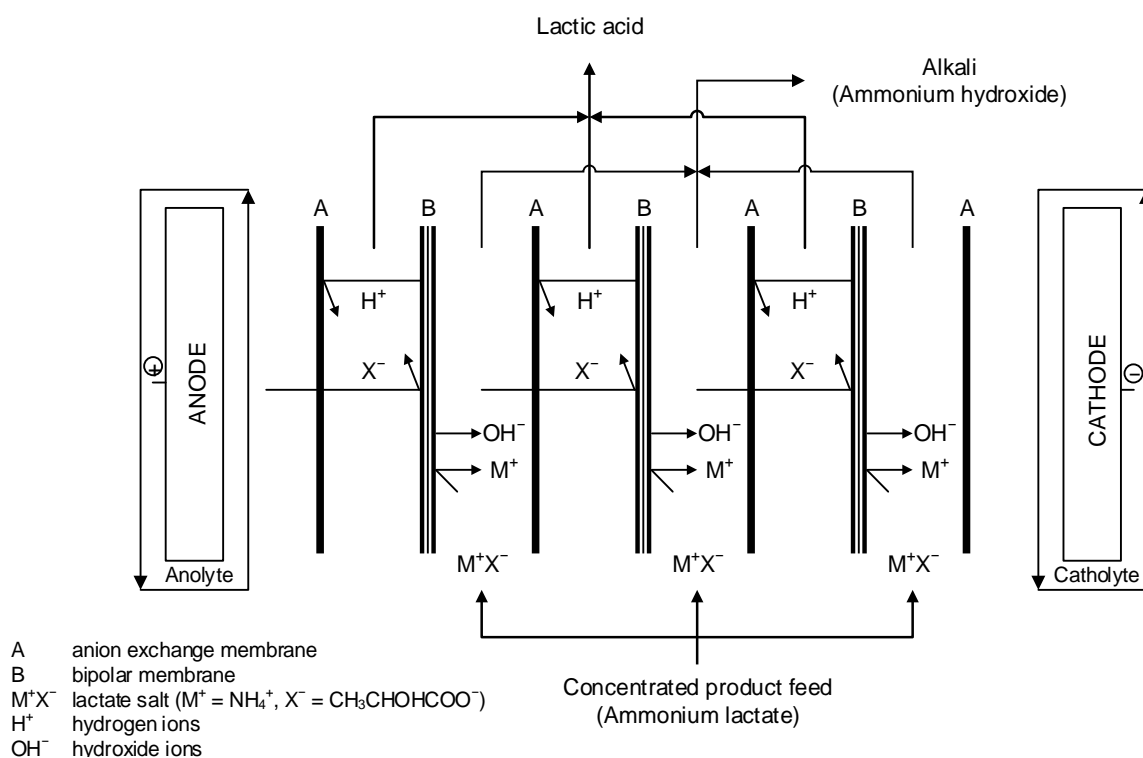 Lactic acid
Alkali
(Ammonium hydroxide)
A B A B A B A
H⁺ H⁺ H⁺
X⁻ X⁻ X⁻
+ ANODE CATHODE −
OH⁻ OH⁻ OH⁻
M⁺ M⁺ M⁺
M⁺X⁻ M⁺X⁻ M⁺X⁻
Anolyte Catholyte
Concentrated product feed
(Ammonium lactate)
A anion exchange membrane
B bipolar membrane
M⁺X⁻ lactate salt (M⁺ = NH₄⁺, X⁻ = CH₃CHOHCOO⁻)
H⁺ hydrogen ions
OH⁻ hydroxide ions